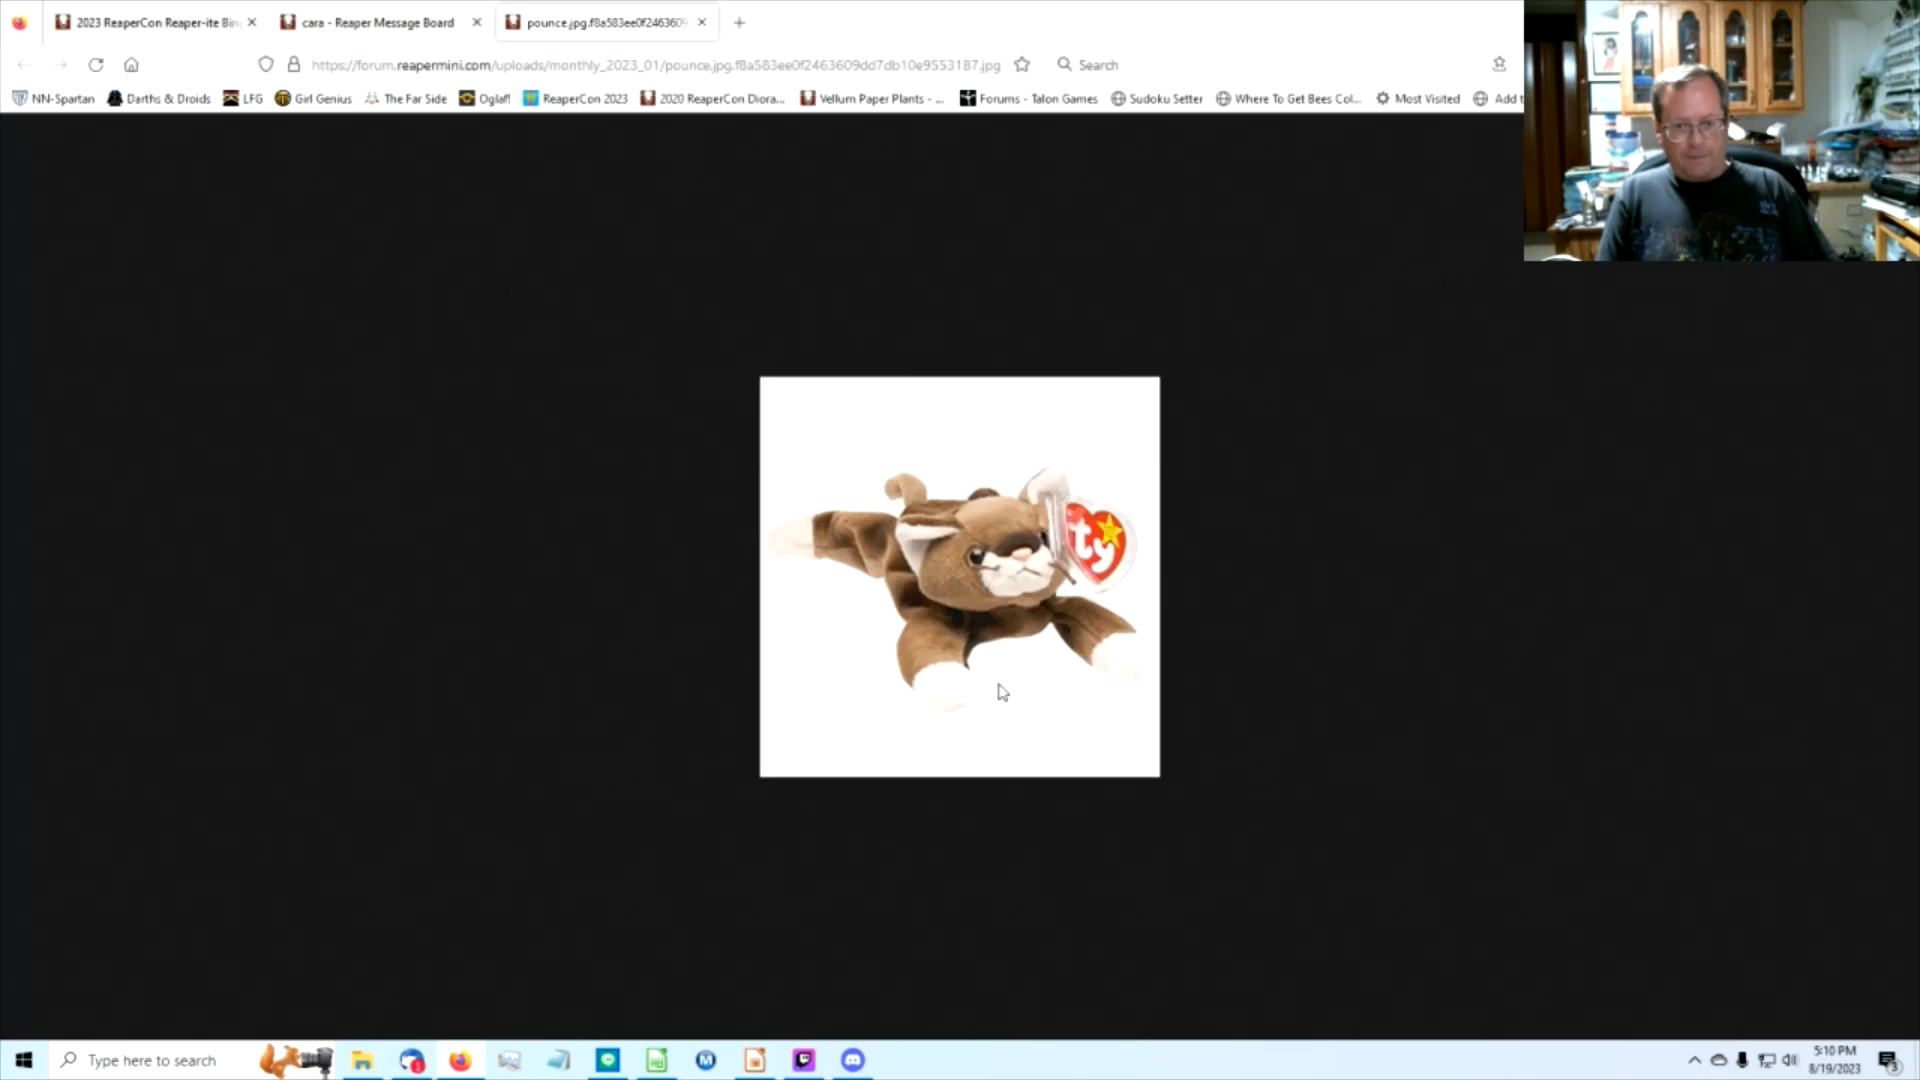 2023 ReaperCon Reaper-ite Bin
cara - Reaper Message Board
pounce.jpg.f8a583ee0f2463609
https://forum.reapermini.com/uploads/monthly_2023_01/pounce.jpg.f8a583ee0f2463609dd7db10e9553187.jpg
Search
NN-Spartan
Darths & Droids
LFG
Girl Genius
The Far Side
Oglaf!
ReaperCon 2023
2020 ReaperCon Diora...
Vellum Paper Plants - ...
Forums - Talon Games
Sudoku Setter
Where To Get Bees Col...
Most Visited
Add t
ty
Type here to search
5:10 PM
8/19/2023